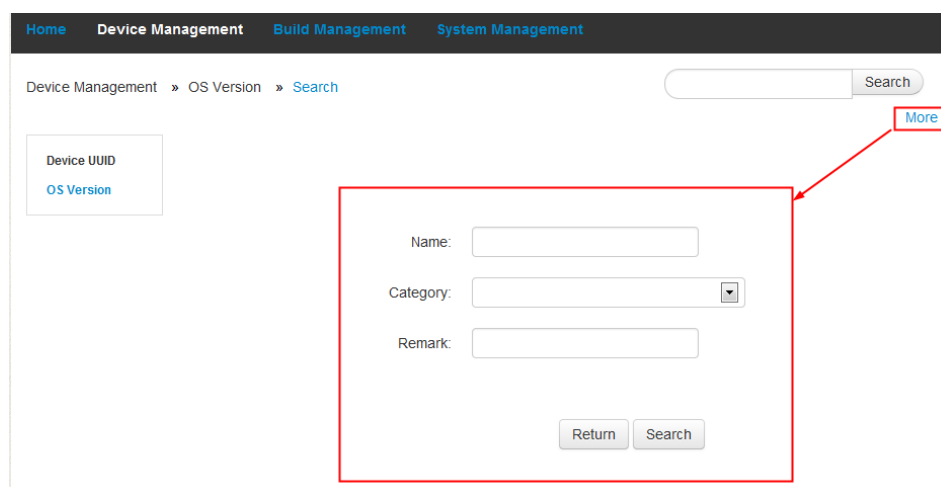 Home Device Management Build Management System Management
Device Management » OS Version » Search
Search
More
Device UUID
OS Version
Name:
Category:
Remark:
Return Search